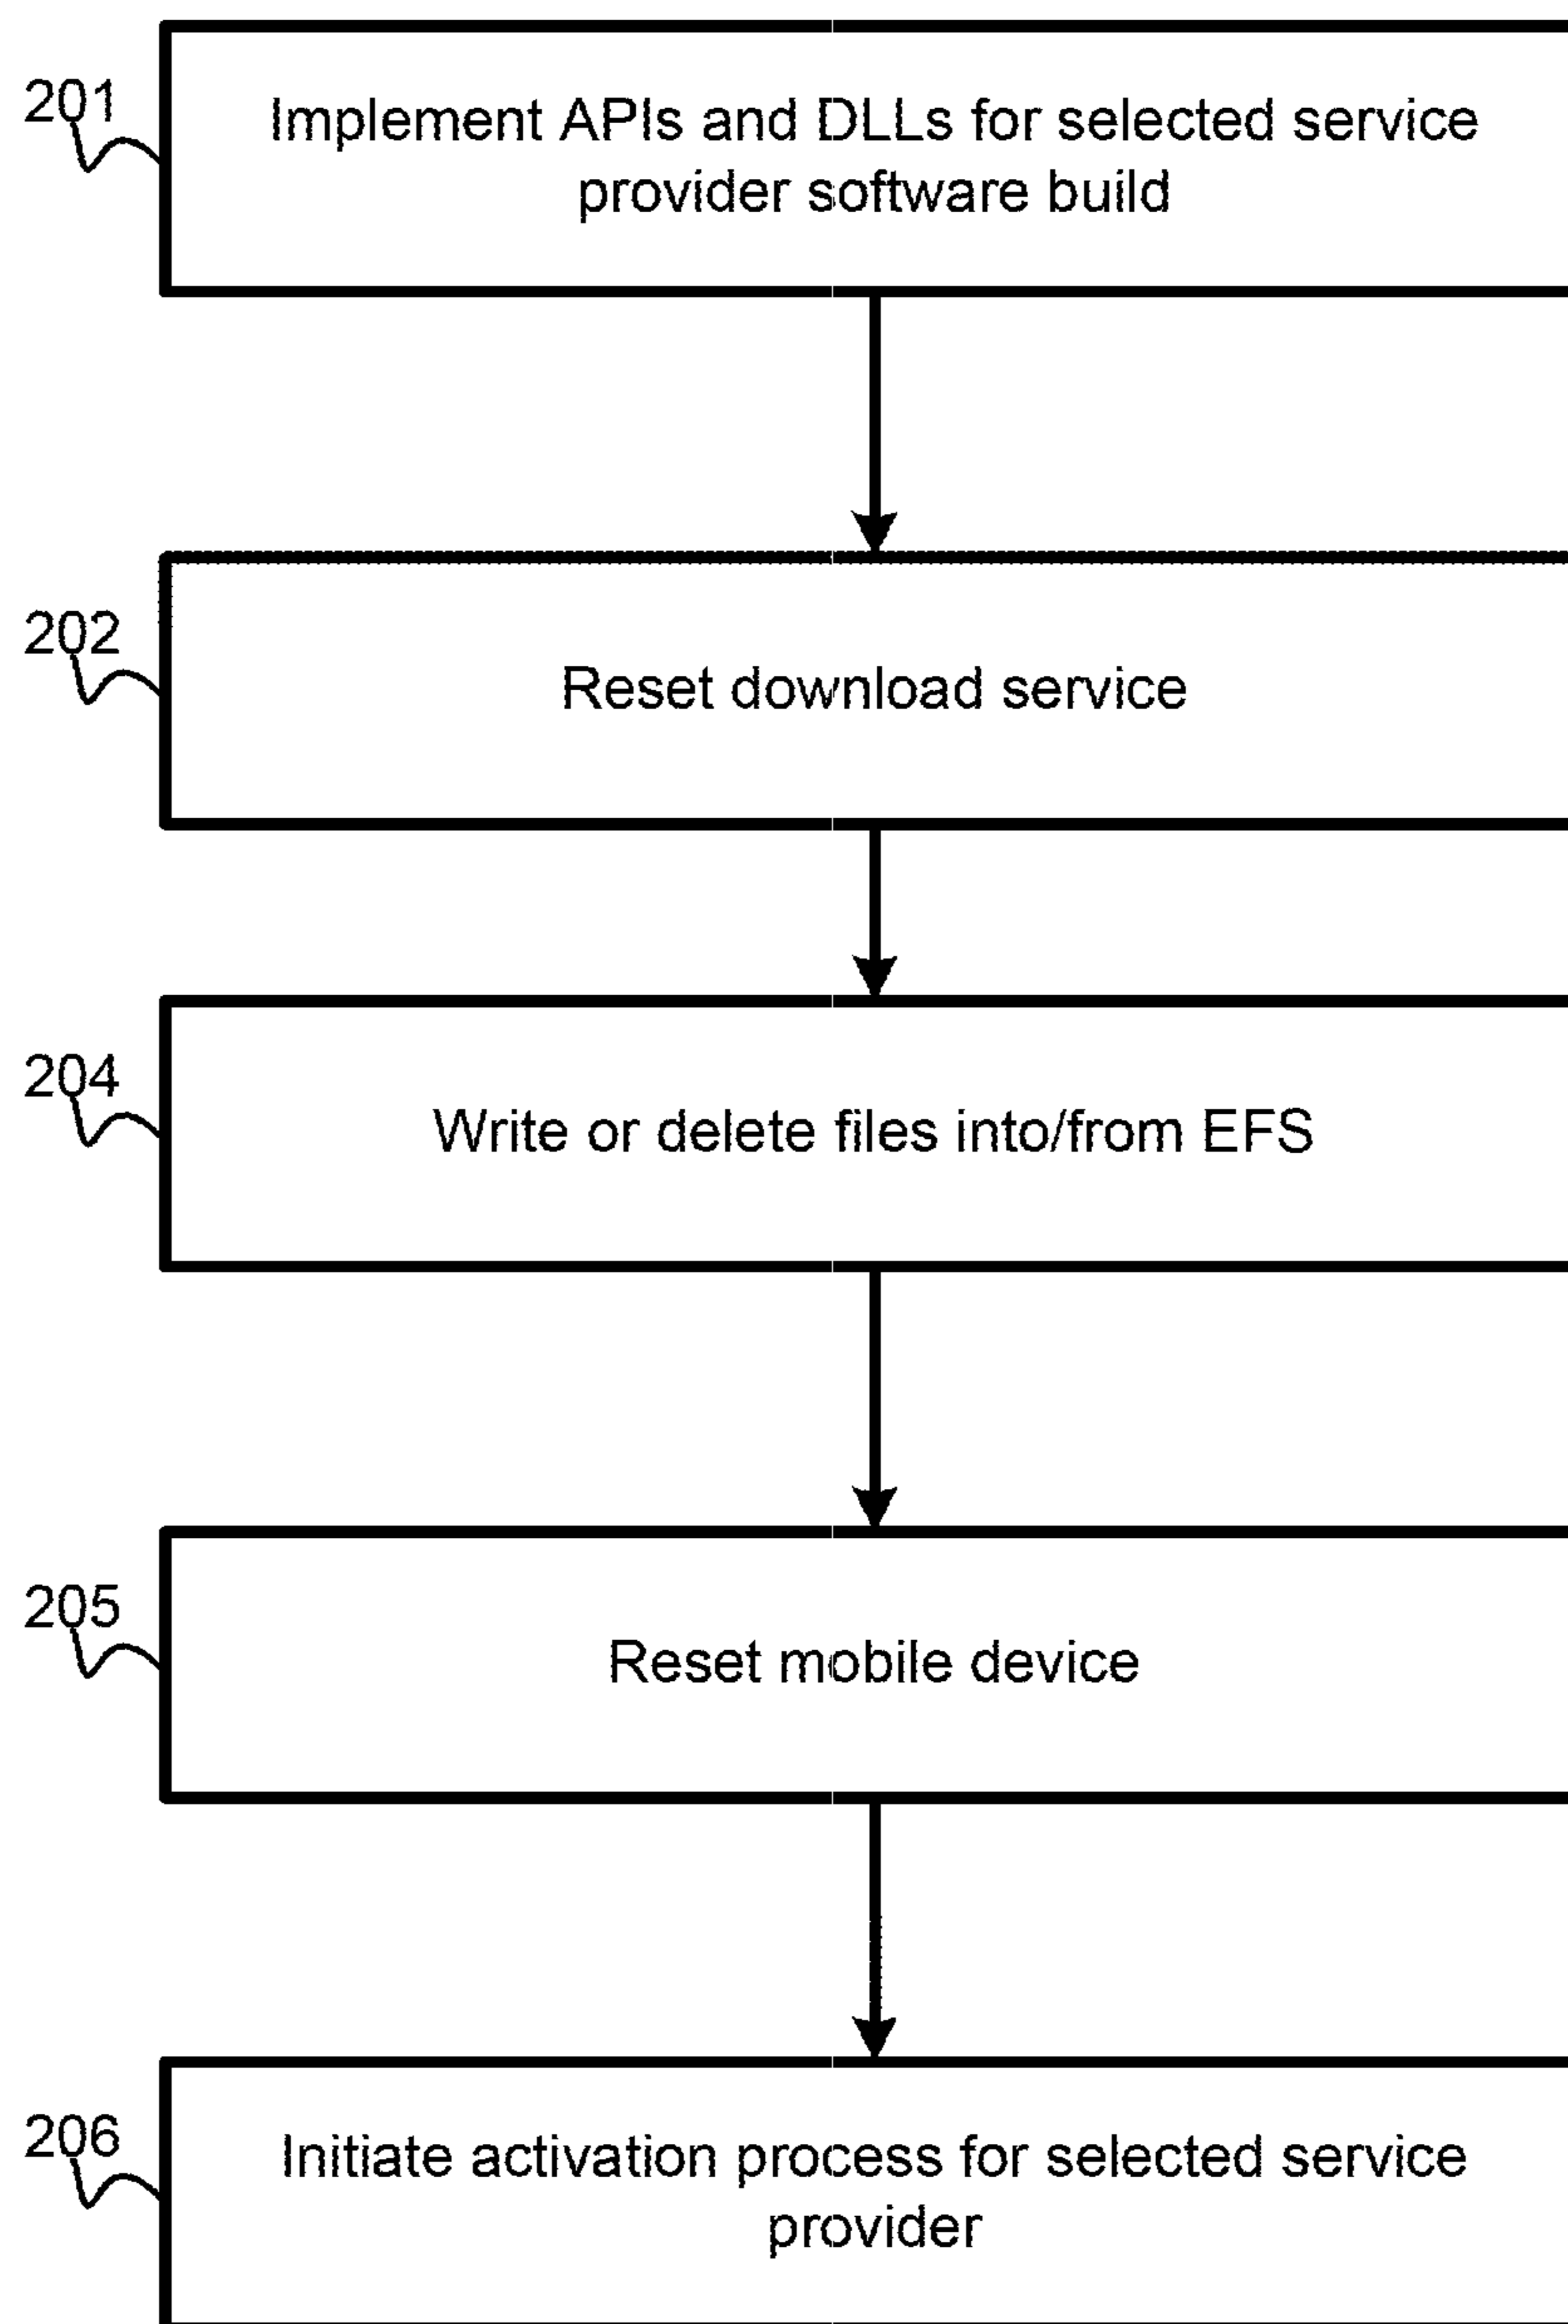 201
Implement APIs and DLLs for selected service
provider software build
202
Reset download service
204
Write or delete files into/from EFS
205
Reset mobile device
206
Initiate activation process for selected service
provider